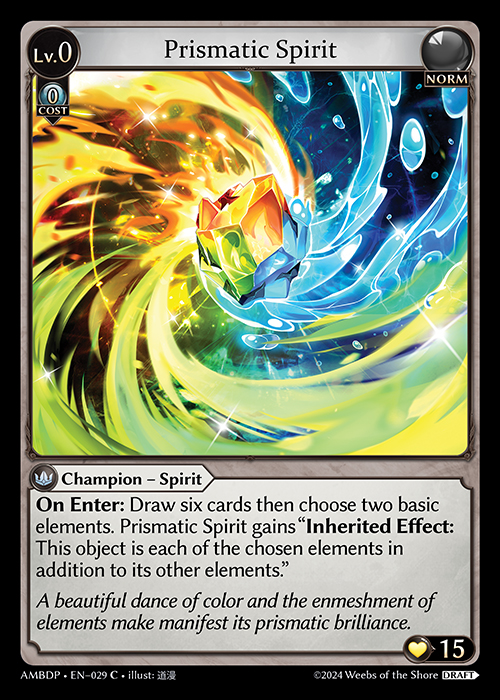 Lv.0
Prismatic Spirit
NORM
0
COST
Champion – Spirit
On Enter: Draw six cards then choose two basic
elements. Prismatic Spirit gains “Inherited Effect:
This object is each of the chosen elements in
addition to its other elements.”
A beautiful dance of color and the enmeshment of
elements make manifest its prismatic brilliance.
15
AMBDP • EN–029 C • illust: 道漫
©2024 Weebs of the Shore DRAFT